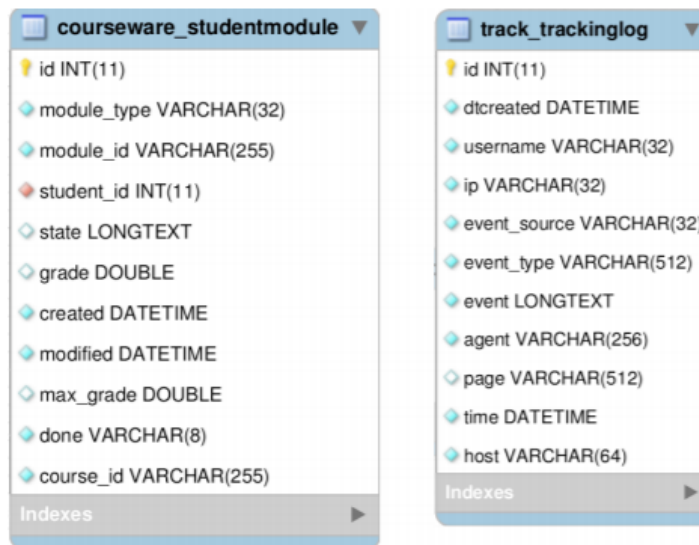 courseware_studentmodule
id INT(11)
module_type VARCHAR(32)
module_id VARCHAR(255)
student_id INT(11)
state LONGTEXT
grade DOUBLE
created DATETIME
modified DATETIME
max_grade DOUBLE
done VARCHAR(8)
course_id VARCHAR(255)
Indexes
track_trackinglog
id INT(11)
dtcreated DATETIME
username VARCHAR(32)
ip VARCHAR(32)
event_source VARCHAR(32)
event_type VARCHAR(512)
event LONGTEXT
agent VARCHAR(256)
page VARCHAR(512)
time DATETIME
host VARCHAR(64)
Indexes